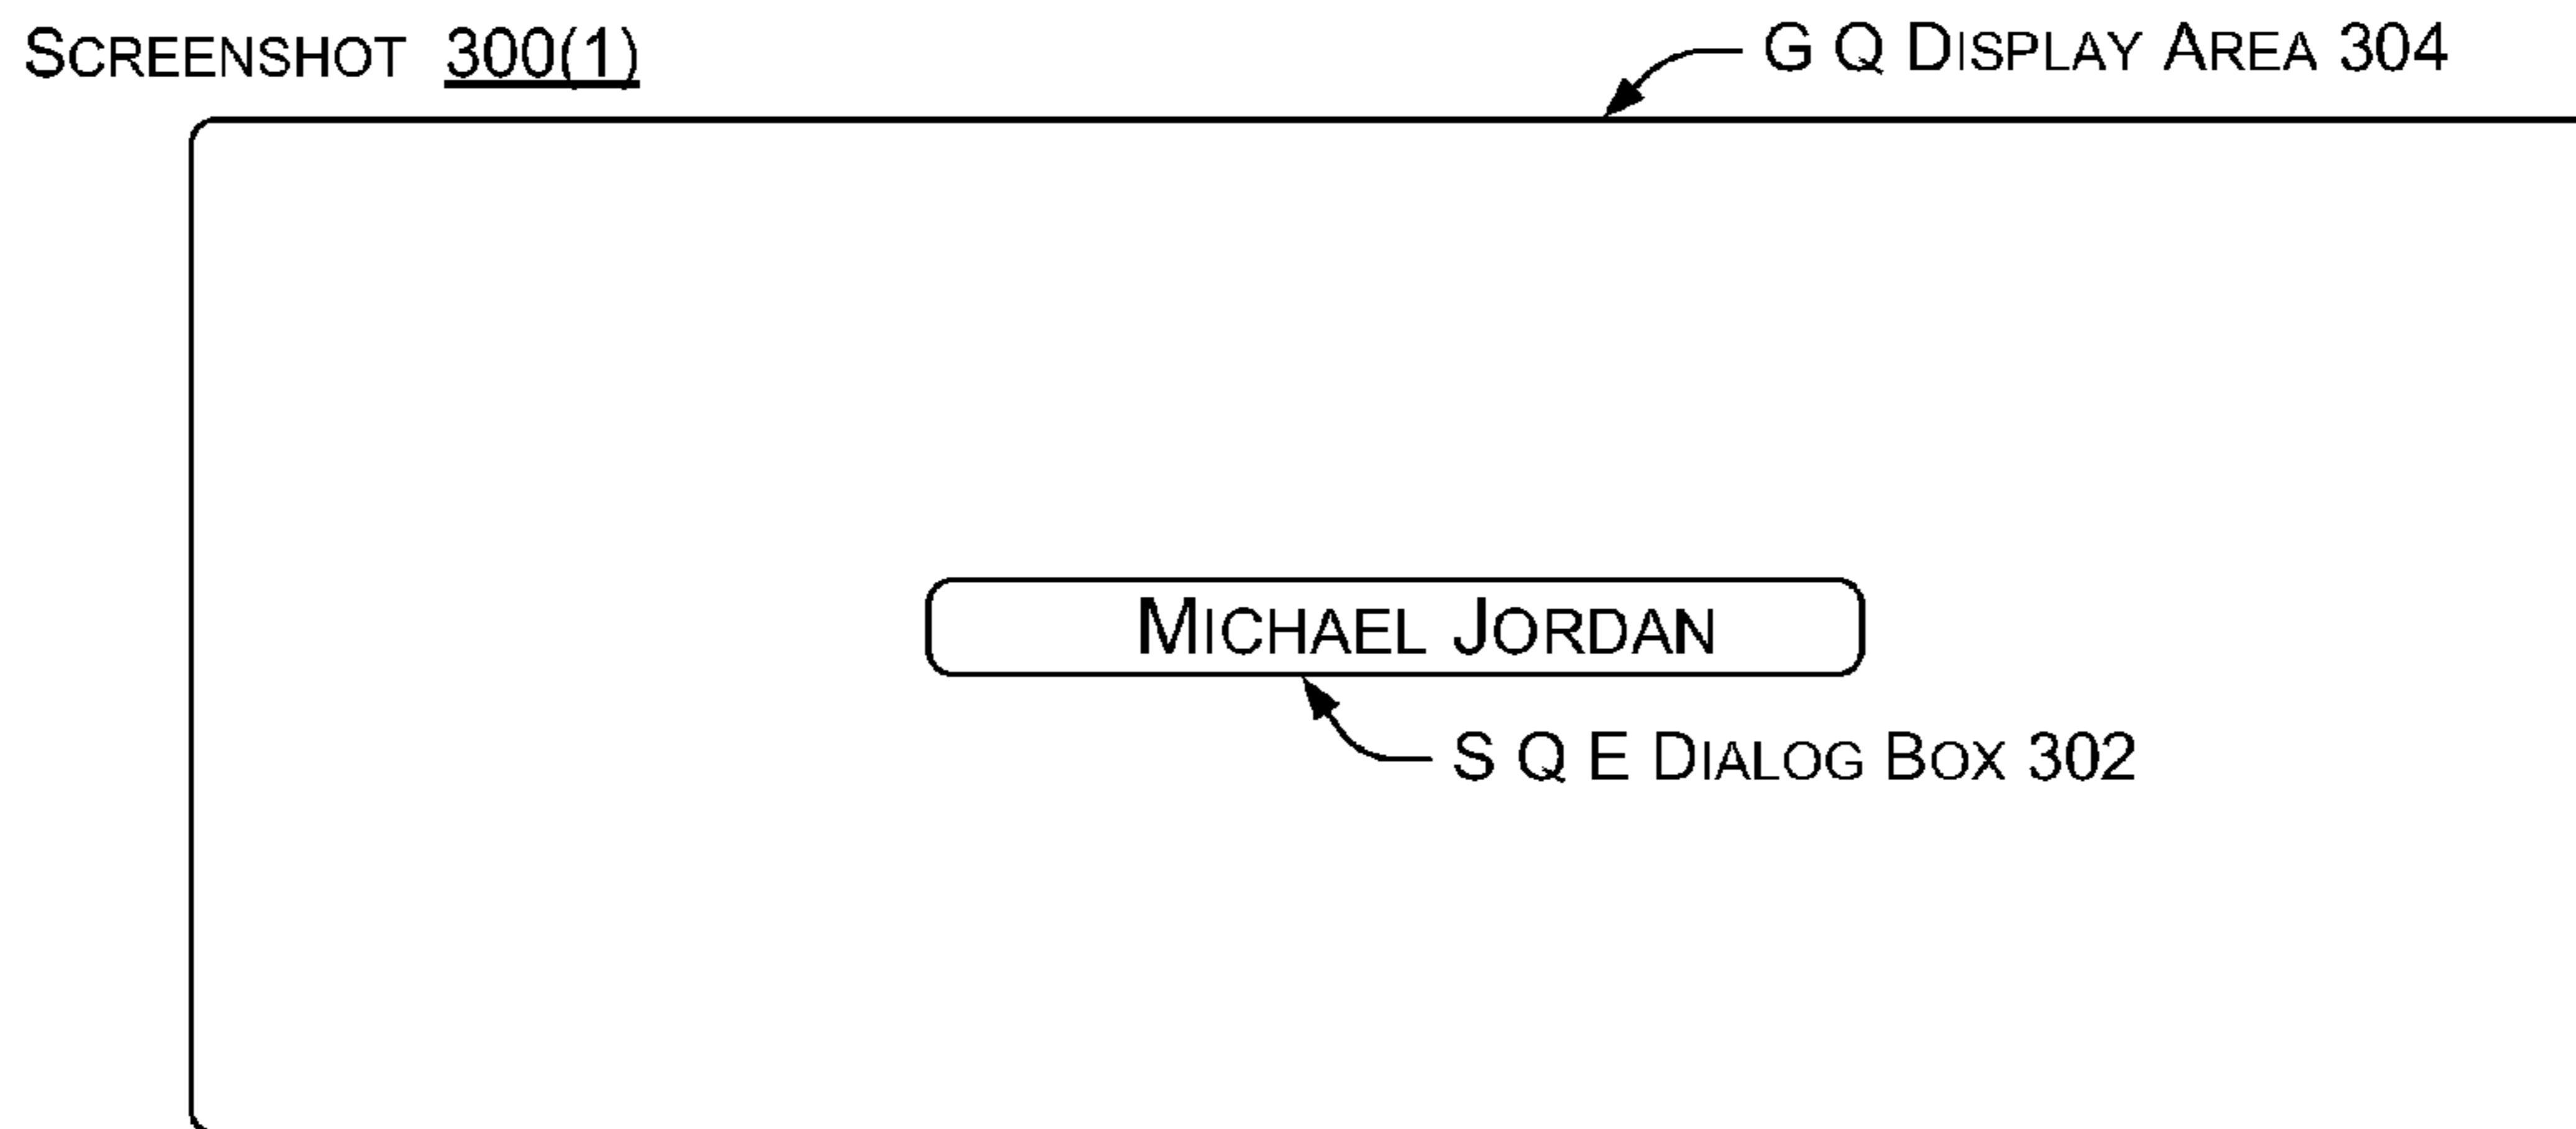 SCREENSHOT 300(1)
G Q DISPLAY AREA 304
MICHAEL JORDAN
S Q E DIALOG BOX 302